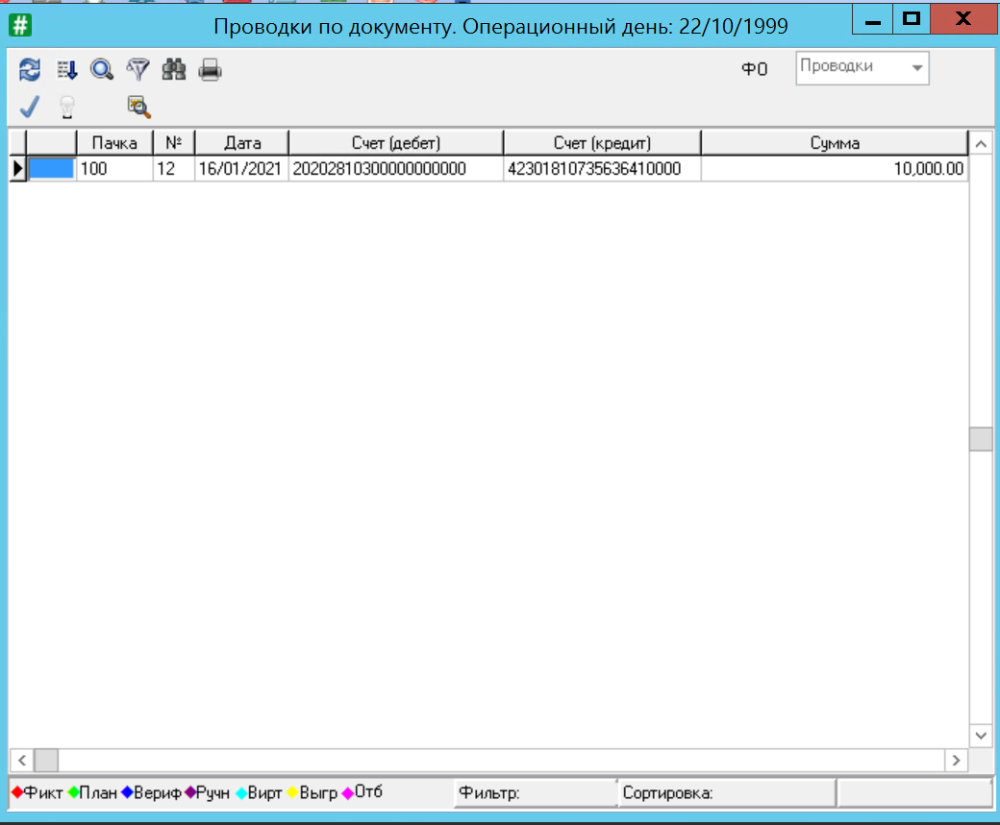 Проводки по документу. Операционный день: 22/10/1999
ФО Проводки
Пачка № Дата Счет (дебет) Счет (кредит) Сумма
100 12 16/01/2021 20202810300000000000 42301810735636410000 10,000.00
Фикт План Вериф Ручн Вирт Выгр Отб Фильтр: Сортировка: